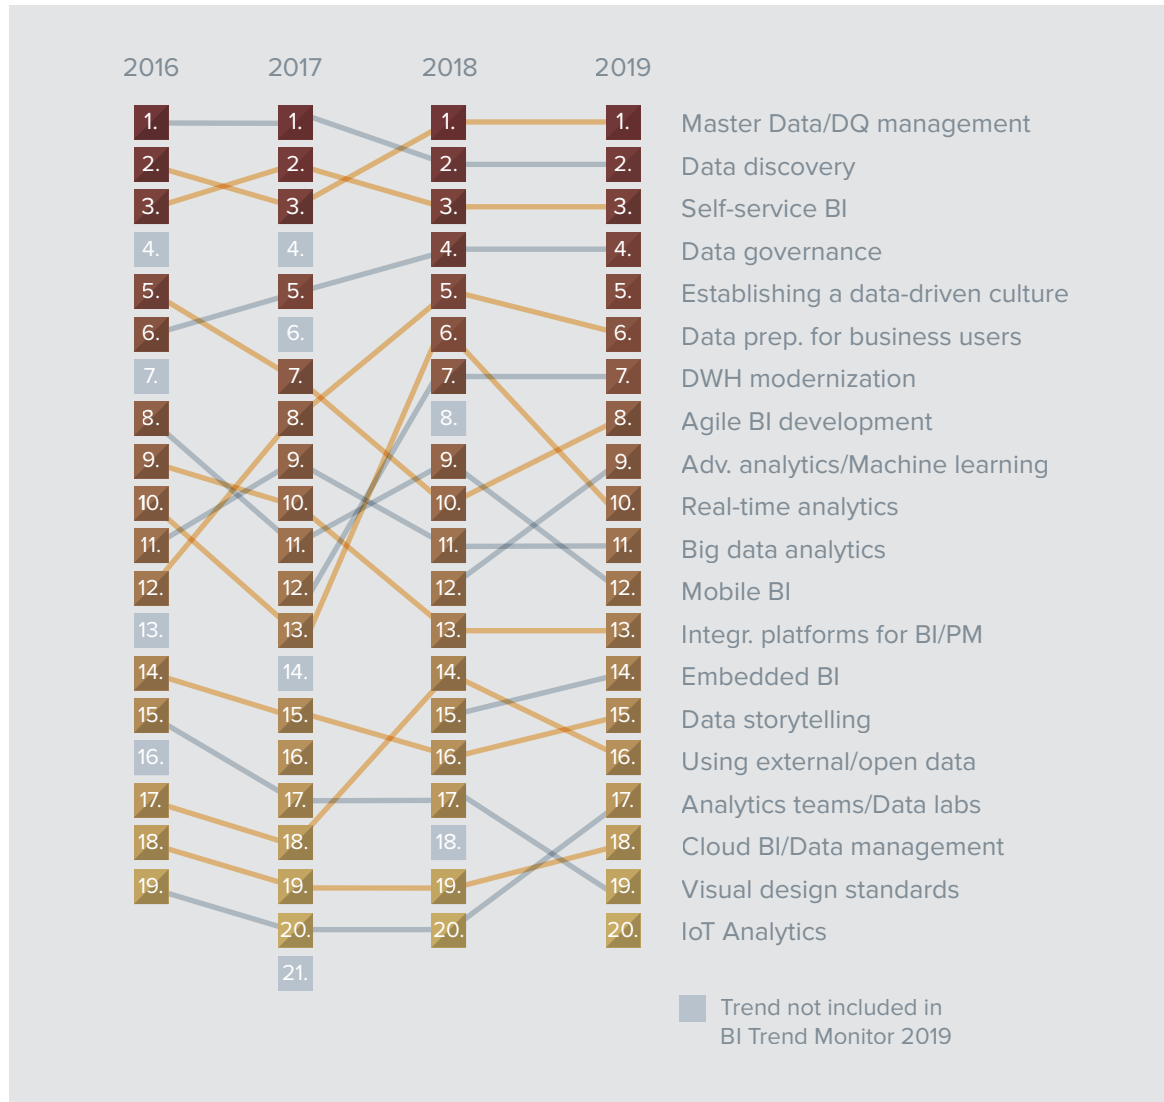 2016 2017 2018 2019
1. 1. 1. 1. Master Data/DQ management
2. 2. 2. 2. Data discovery
3. 3. 3. 3. Self-service BI
4. 4. 4. 4. Data governance
5. 5. 5. 5. Establishing a data-driven culture
6. 6. 6. 6. Data prep. for business users
7. 7. 7. 7. DWH modernization
8. 8. 8. 8. Agile BI development
9. 9. 9. 9. Adv. analytics/Machine learning
10. 10. 10. 10. Real-time analytics
11. 11. 11. 11. Big data analytics
12. 12. 12. 12. Mobile BI
13. 13. 13. 13. Integr. platforms for BI/PM
14. 14. 14. 14. Embedded BI
15. 15. 15. 15. Data storytelling
16. 16. 16. 16. Using external/open data
17. 17. 17. 17. Analytics teams/Data labs
18. 18. 18. 18. Cloud BI/Data management
19. 19. 19. 19. Visual design standards
20. 20. 20. IoT Analytics
21.
Trend not included in
BI Trend Monitor 2019